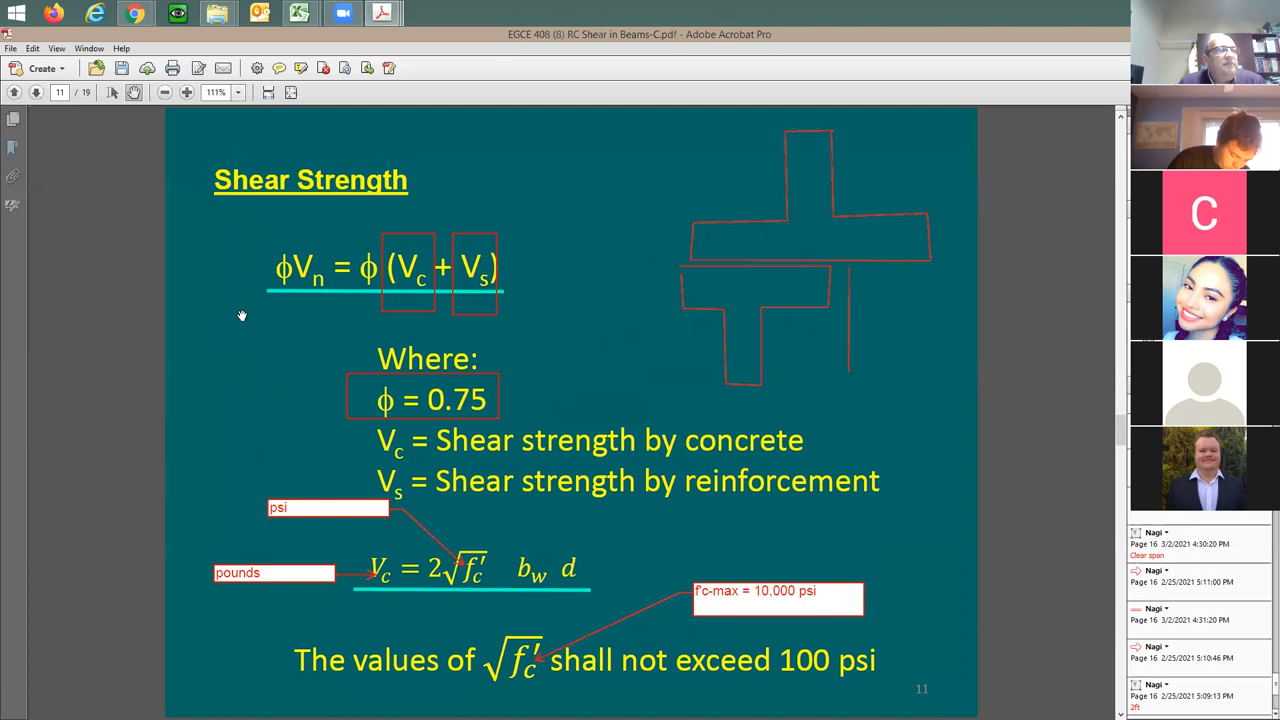 EGCE 408 (8) RC Shear in Beams-C.pdf - Adobe Acrobat Pro
File Edit View Window Help
Create
11 / 19 111%
Shear Strength
ϕVn = ϕ (Vc + Vs)
Where:
ϕ = 0.75
Vc = Shear strength by concrete
Vs = Shear strength by reinforcement
psi
pounds
Vc = 2√fc′ bw d
f'c-max = 10,000 psi
The values of √fc′ shall not exceed 100 psi
11
C
Nagi
Page 16 3/2/2021 4:30:20 PM
Clear span
Nagi
Page 16 2/25/2021 5:11:00 PM
Nagi
Page 16 3/2/2021 4:31:20 PM
Nagi
Page 16 2/25/2021 5:10:46 PM
Nagi
Page 16 2/25/2021 5:09:13 PM
2ft